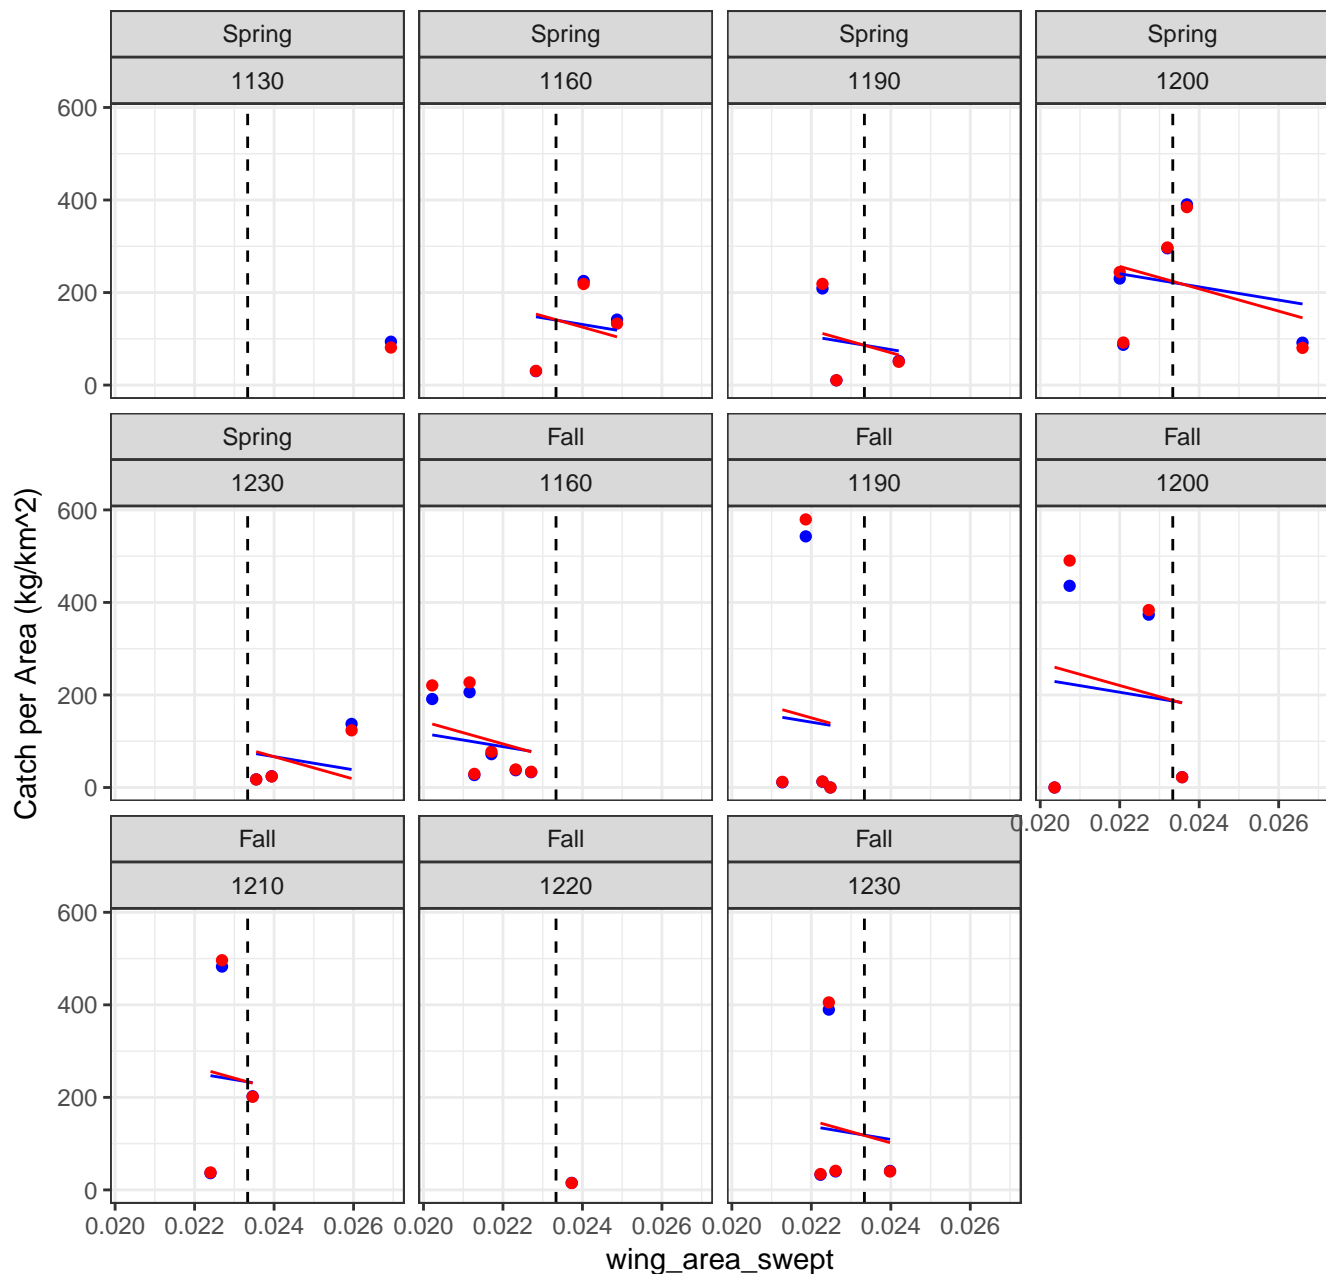 Spring Spring Spring Spring
1130 1160 1190 1200
600
400
200
0
Spring Fall Fall Fall
1230 1160 1190 1200
600
400
200
0
0.020 0.022 0.024 0.026
Fall Fall Fall
1210 1220 1230
600
400
200
0
0.020 0.022 0.024 0.026 0.020 0.022 0.024 0.026 0.020 0.022 0.024 0.026
wing_area_swept
Catch per Area (kg/km^2)